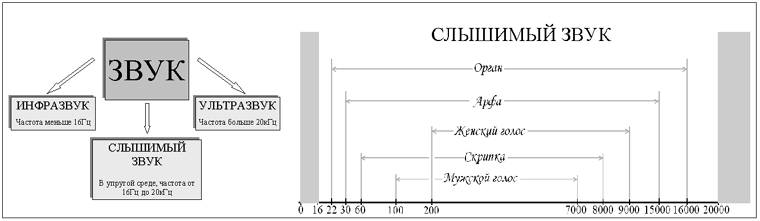 ЗВУК
ИНФРАЗВУК
Частота меньше 16Гц
УЛЬТРАЗВУК
Частота больше 20кГц
СЛЫШИМЫЙ
ЗВУК
В упругой среде, частота от
16Гц до 20кГц
СЛЫШИМЫЙ ЗВУК
Орган
Арфа
Женский голос
Скрипка
Мужской голос
0 16 22 30 60 100 200 7000 8000 9000 15000 16000 20000